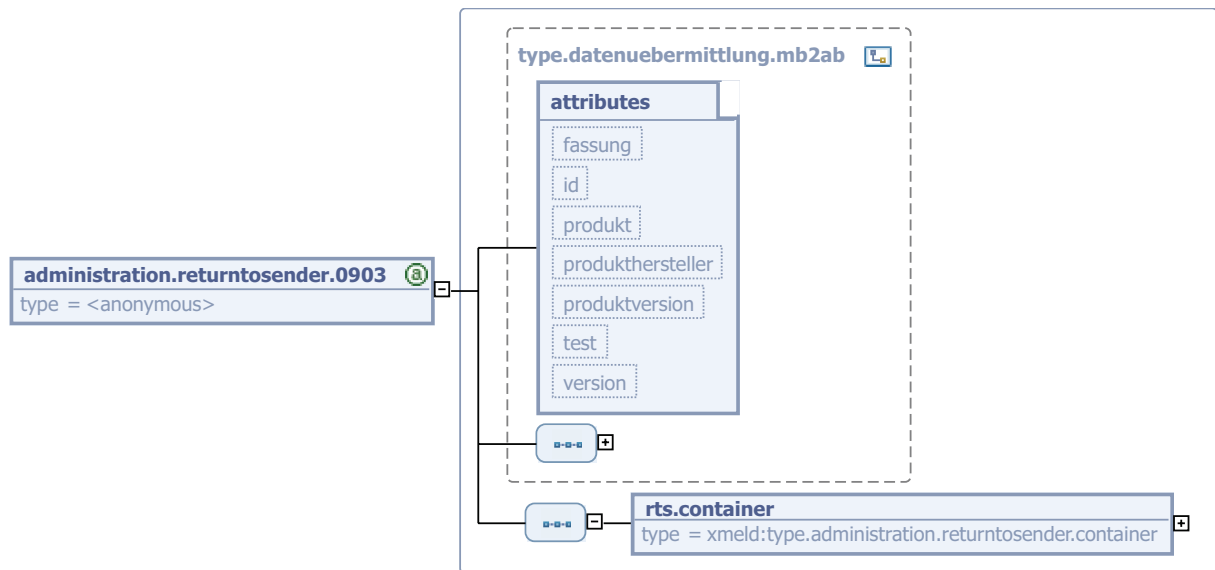 type.datenuebermittlung.mb2ab
attributes
fassung
id
produkt
produkthersteller
produktversion
test
version
administration.returntosender.0903 a
type = <anonymous>
rts.container
type = xmeld:type.administration.returntosender.container